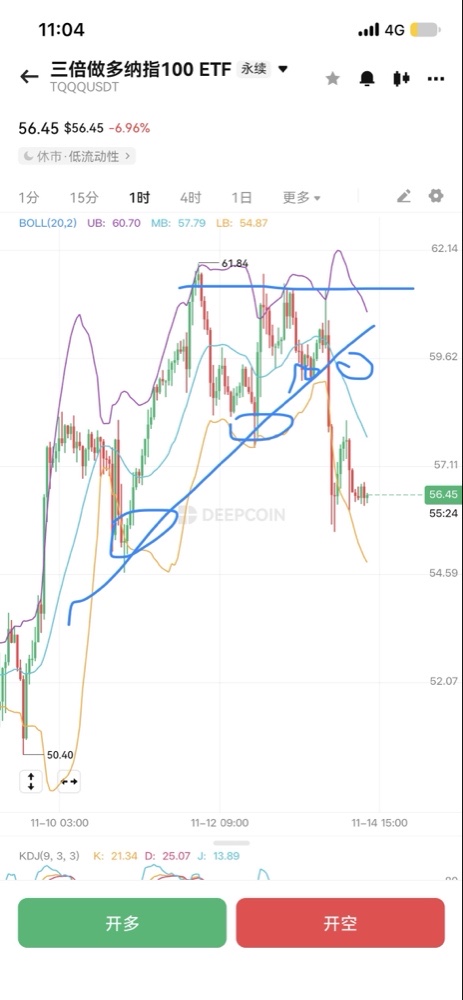 11:04 4G
三倍做多纳指100 ETF 永续
TQQQUSDT
56.45 $56.45 -6.96%
休市·低流动性
1分 15分 1时 4时 1日 更多
BOLL(20,2) UB: 60.70 MB: 57.79 LB: 54.87
62.14
61.84
59.62
57.11
56.45
55:24
DEEPCOIN
54.59
52.07
50.40
11-10 03:00 11-12 09:00 11-14 15:00
KDJ(9, 3, 3) K: 21.34 D: 25.07 J: 13.89
开多 开空